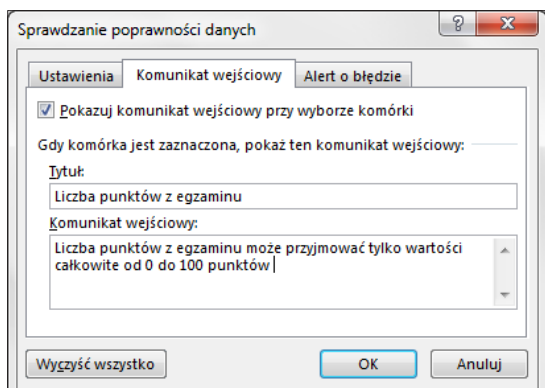 Sprawdzanie poprawności danych
Ustawienia Komunikat wejściowy Alert o błędzie
Pokazuj komunikat wejściowy przy wyborze komórki
Gdy komórka jest zaznaczona, pokaż ten komunikat wejściowy:
Tytuł:
Liczba punktów z egzaminu
Komunikat wejściowy:
Liczba punktów z egzaminu może przyjmować tylko wartości
całkowite od 0 do 100 punktów
Wyczyść wszystko OK Anuluj